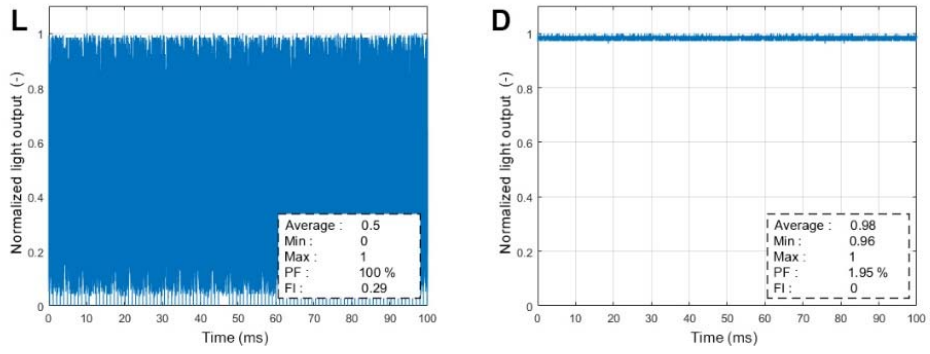 L
Normalized light output (-)
1
0.8
0.6
0.4
0.2
0
Average : 0.5
Min : 0
Max : 1
PF : 100 %
FI : 0.29
0 10 20 30 40 50 60 70 80 90 100
Time (ms)
D
Normalized light output (-)
1
0.8
0.6
0.4
0.2
0
Average : 0.98
Min : 0.96
Max : 1
PF : 1.95 %
FI : 0
0 10 20 30 40 50 60 70 80 90 100
Time (ms)